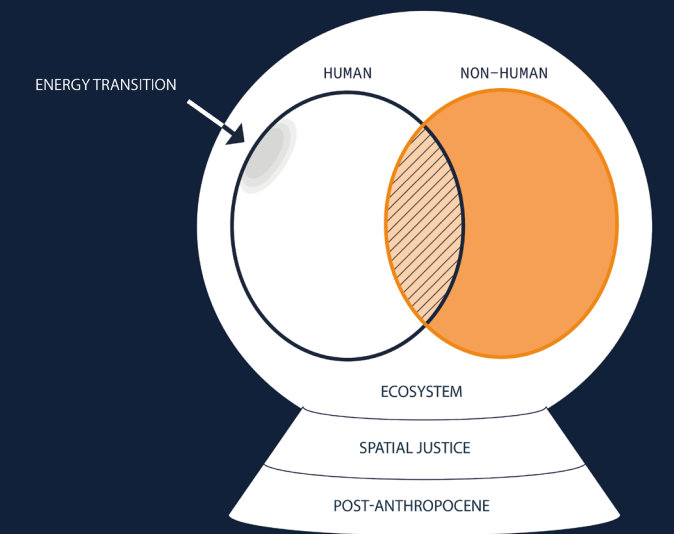 HUMAN
NON-HUMAN
ENERGY TRANSITION
ECOSYSTEM
SPATIAL JUSTICE
POST-ANTHROPOCENE